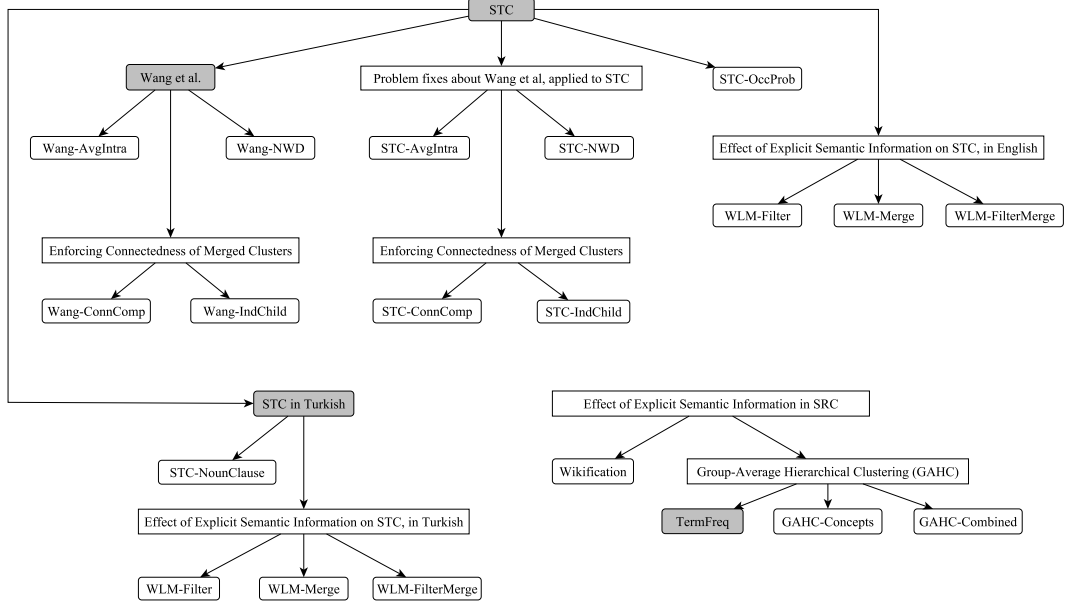 STC
Wang et al.
Problem fixes about Wang et al, applied to STC
STC-OccProb
Wang-AvgIntra
Wang-NWD
STC-AvgIntra
STC-NWD
Effect of Explicit Semantic Information on STC, in English
WLM-Filter
WLM-Merge
WLM-FilterMerge
Enforcing Connectedness of Merged Clusters
Enforcing Connectedness of Merged Clusters
Wang-ConnComp
Wang-IndChild
STC-ConnComp
STC-IndChild
STC in Turkish
Effect of Explicit Semantic Information in SRC
STC-NounClause
Wikification
Group-Average Hierarchical Clustering (GAHC)
Effect of Explicit Semantic Information on STC, in Turkish
TermFreq
GAHC-Concepts
GAHC-Combined
WLM-Filter
WLM-Merge
WLM-FilterMerge